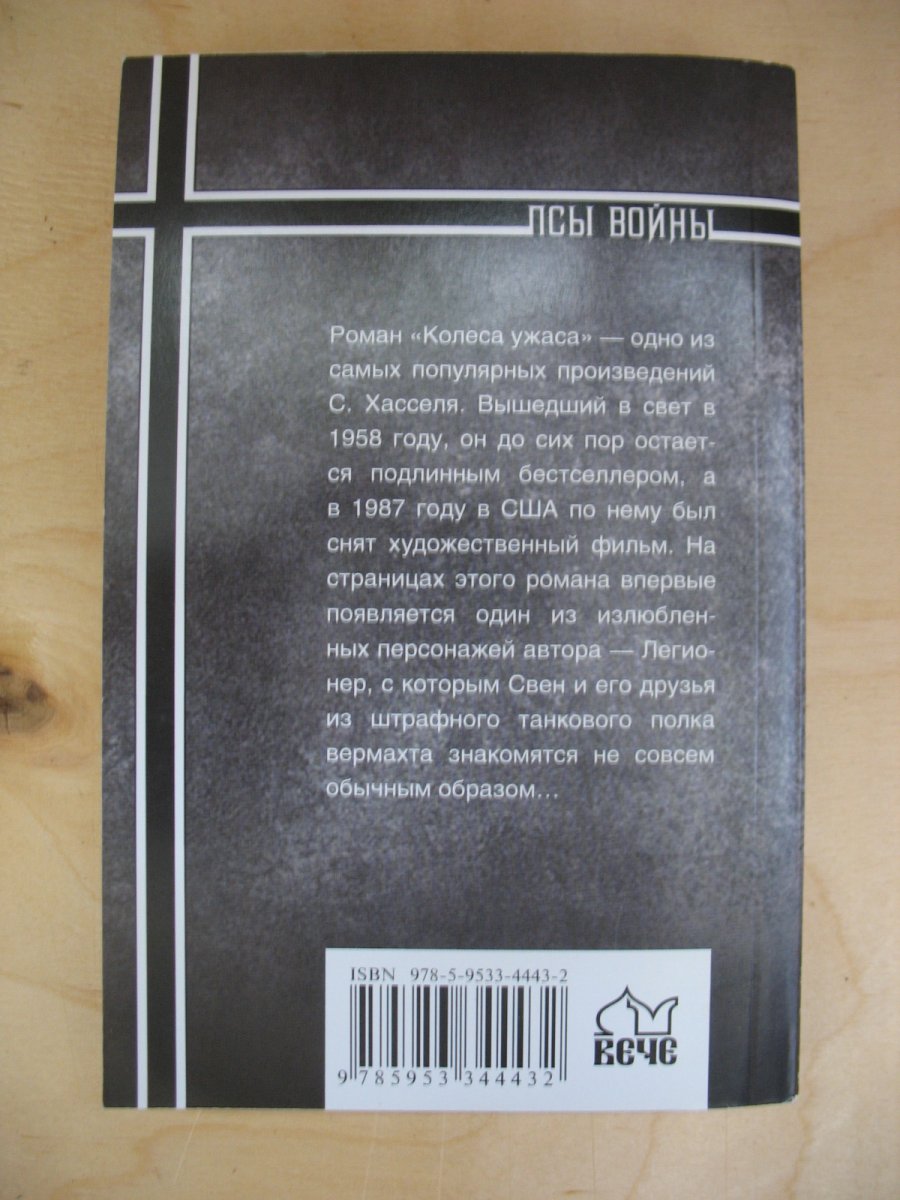 ПСЫ ВОЙНЫ
Роман «Колеса ужаса» — одно из
самых популярных произведений
С. Хасселя. Вышедший в свет в
1958 году, он до сих пор остает-
ся подлинным бестселлером, а
в 1987 году в США по нему был
снят художественный фильм. На
страницах этого романа впервые
появляется один из излюблен-
ных персонажей автора — Легио-
нер, с которым Свен и его друзья
из штрафного танкового полка
вермахта знакомятся не совсем
обычным образом...
ISBN 978-5-9533-4443-2
9 785953 344432
ВЕЧЕ